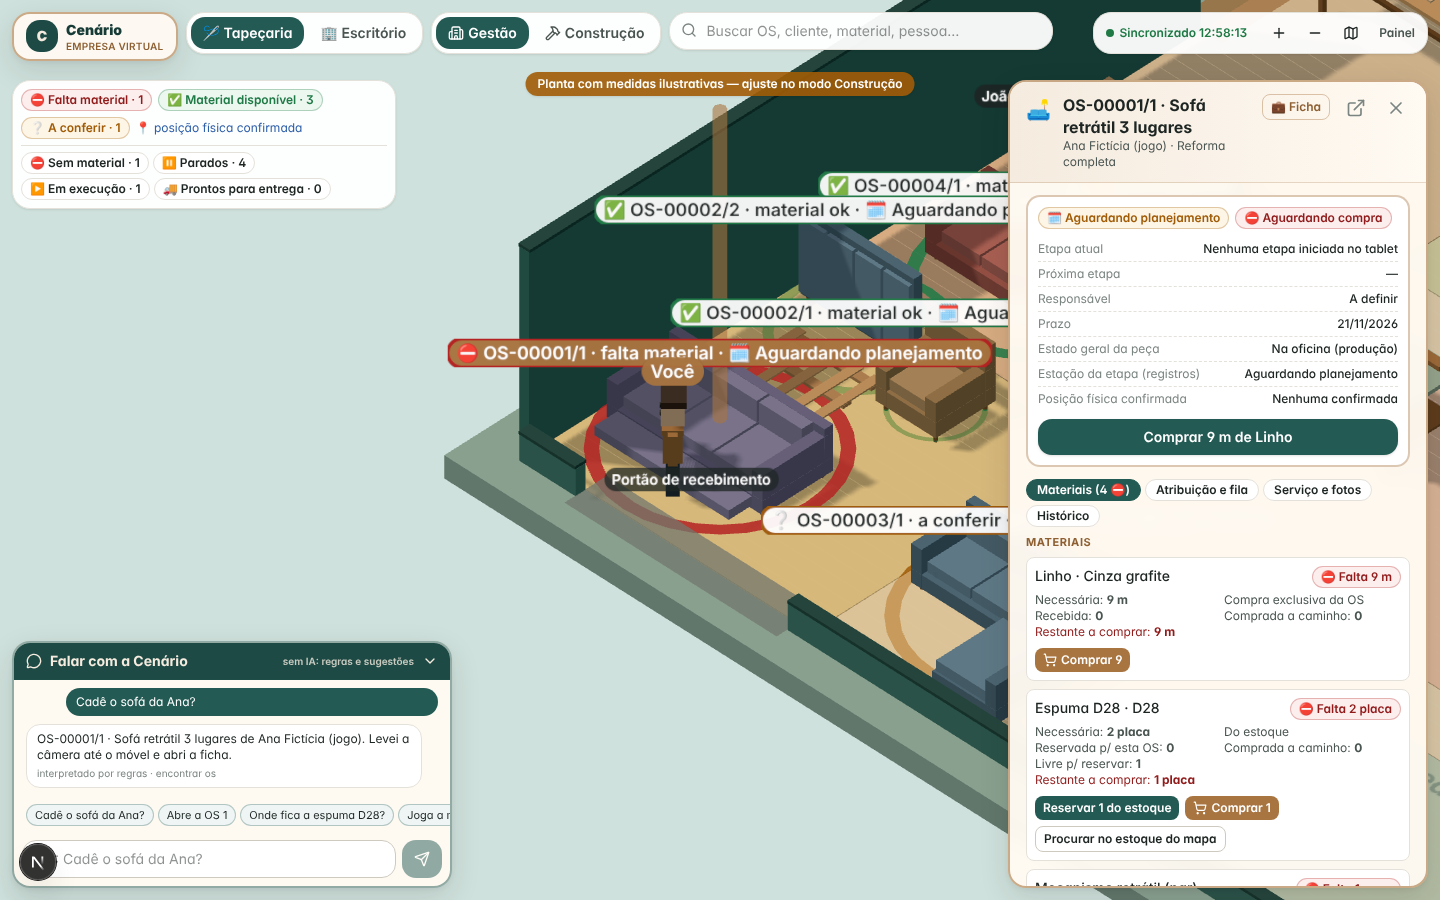 C
Cenário
EMPRESA VIRTUAL
Tapeçaria
Escritório
Gestão
Construção
Buscar OS, cliente, material, pessoa...
Sincronizado 12:58:13
Painel
Planta com medidas ilustrativas — ajuste no modo Construção
Falta material · 1
Material disponível · 3
A conferir · 1
posição física confirmada
Sem material · 1
Parados · 4
Em execução · 1
Prontos para entrega · 0
Joã
OS-00004/1 · mat
OS-00002/2 · material ok · Aguardando p
OS-00002/1 · material ok · Agua
OS-00001/1 · falta material · Aguardando planejamento
Você
Portão de recebimento
OS-00003/1 · a conferir ·
OS-00001/1 · Sofá
retrátil 3 lugares
Ana Fictícia (jogo) · Reforma
completa
Ficha
Aguardando planejamento
Aguardando compra
Etapa atual
Nenhuma etapa iniciada no tablet
Próxima etapa
—
Responsável
A definir
Prazo
21/11/2026
Estado geral da peça
Na oficina (produção)
Estação da etapa (registros)
Aguardando planejamento
Posição física confirmada
Nenhuma confirmada
Comprar 9 m de Linho
Materiais (4 ⛔)
Atribuição e fila
Serviço e fotos
Histórico
MATERIAIS
Linho · Cinza grafite
Falta 9 m
Necessária: 9 m
Compra exclusiva da OS
Recebida: 0
Comprada a caminho: 0
Restante a comprar: 9 m
Comprar 9
Espuma D28 · D28
Falta 2 placa
Necessária: 2 placa
Do estoque
Reservada p/ esta OS: 0
Comprada a caminho: 0
Livre p/ reservar: 1
Restante a comprar: 1 placa
Reservar 1 do estoque
Comprar 1
Procurar no estoque do mapa
Falar com a Cenário
sem IA: regras e sugestões
Cadê o sofá da Ana?
OS-00001/1 · Sofá retrátil 3 lugares de Ana Fictícia (jogo). Levei a
câmera até o móvel e abri a ficha.
interpretado por regras · encontrar os
Cadê o sofá da Ana?
Abre a OS 1
Onde fica a espuma D28?
Joga a
N
Cadê o sofá da Ana?